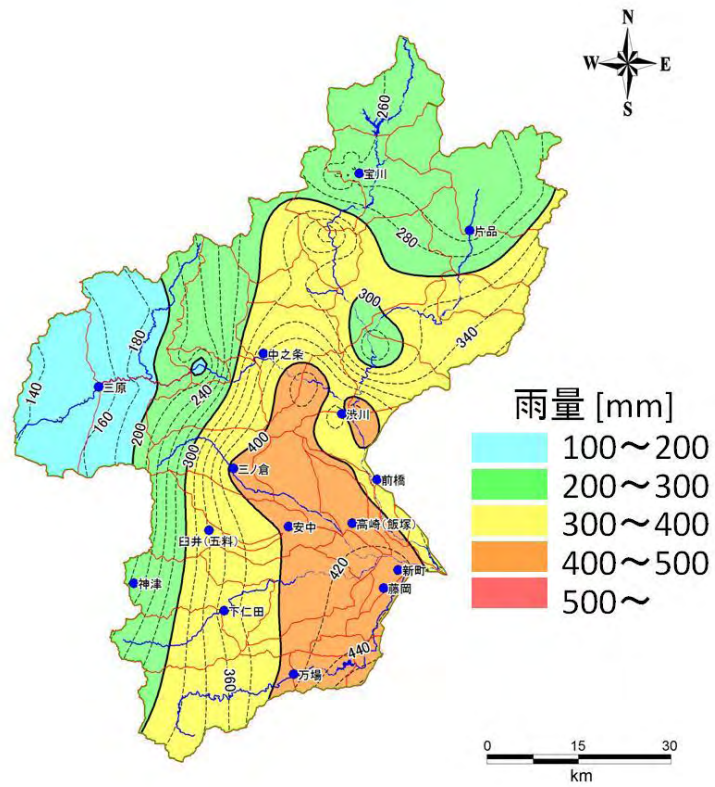 N
W E
S
260
宝川
280
片品
300
340
180
中之条
140
三原
240
160
200
渋川
雨量 [mm]
100～200
200～300
300～400
400～500
500～
400
300
三ノ倉
前橋
安中
高崎(飯塚)
臼井(五料)
420
新町
神津
藤岡
下仁田
440
万場
360
0 15 30
km